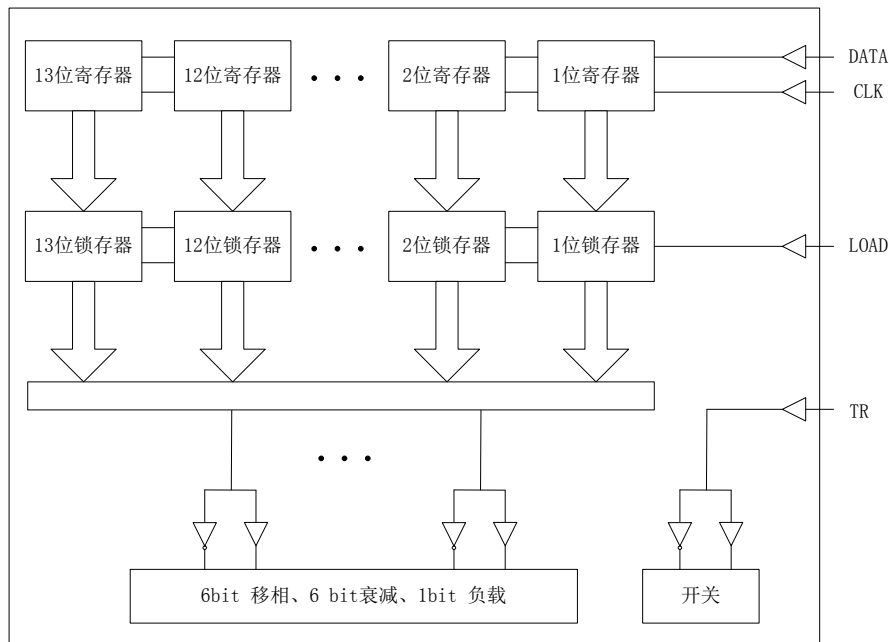 13位寄存器 12位寄存器 2位寄存器 1位寄存器 DATA
CLK
13位锁存器 12位锁存器 2位锁存器 1位锁存器 LOAD
TR
6bit 移相、6 bit衰减、1bit 负载 开关